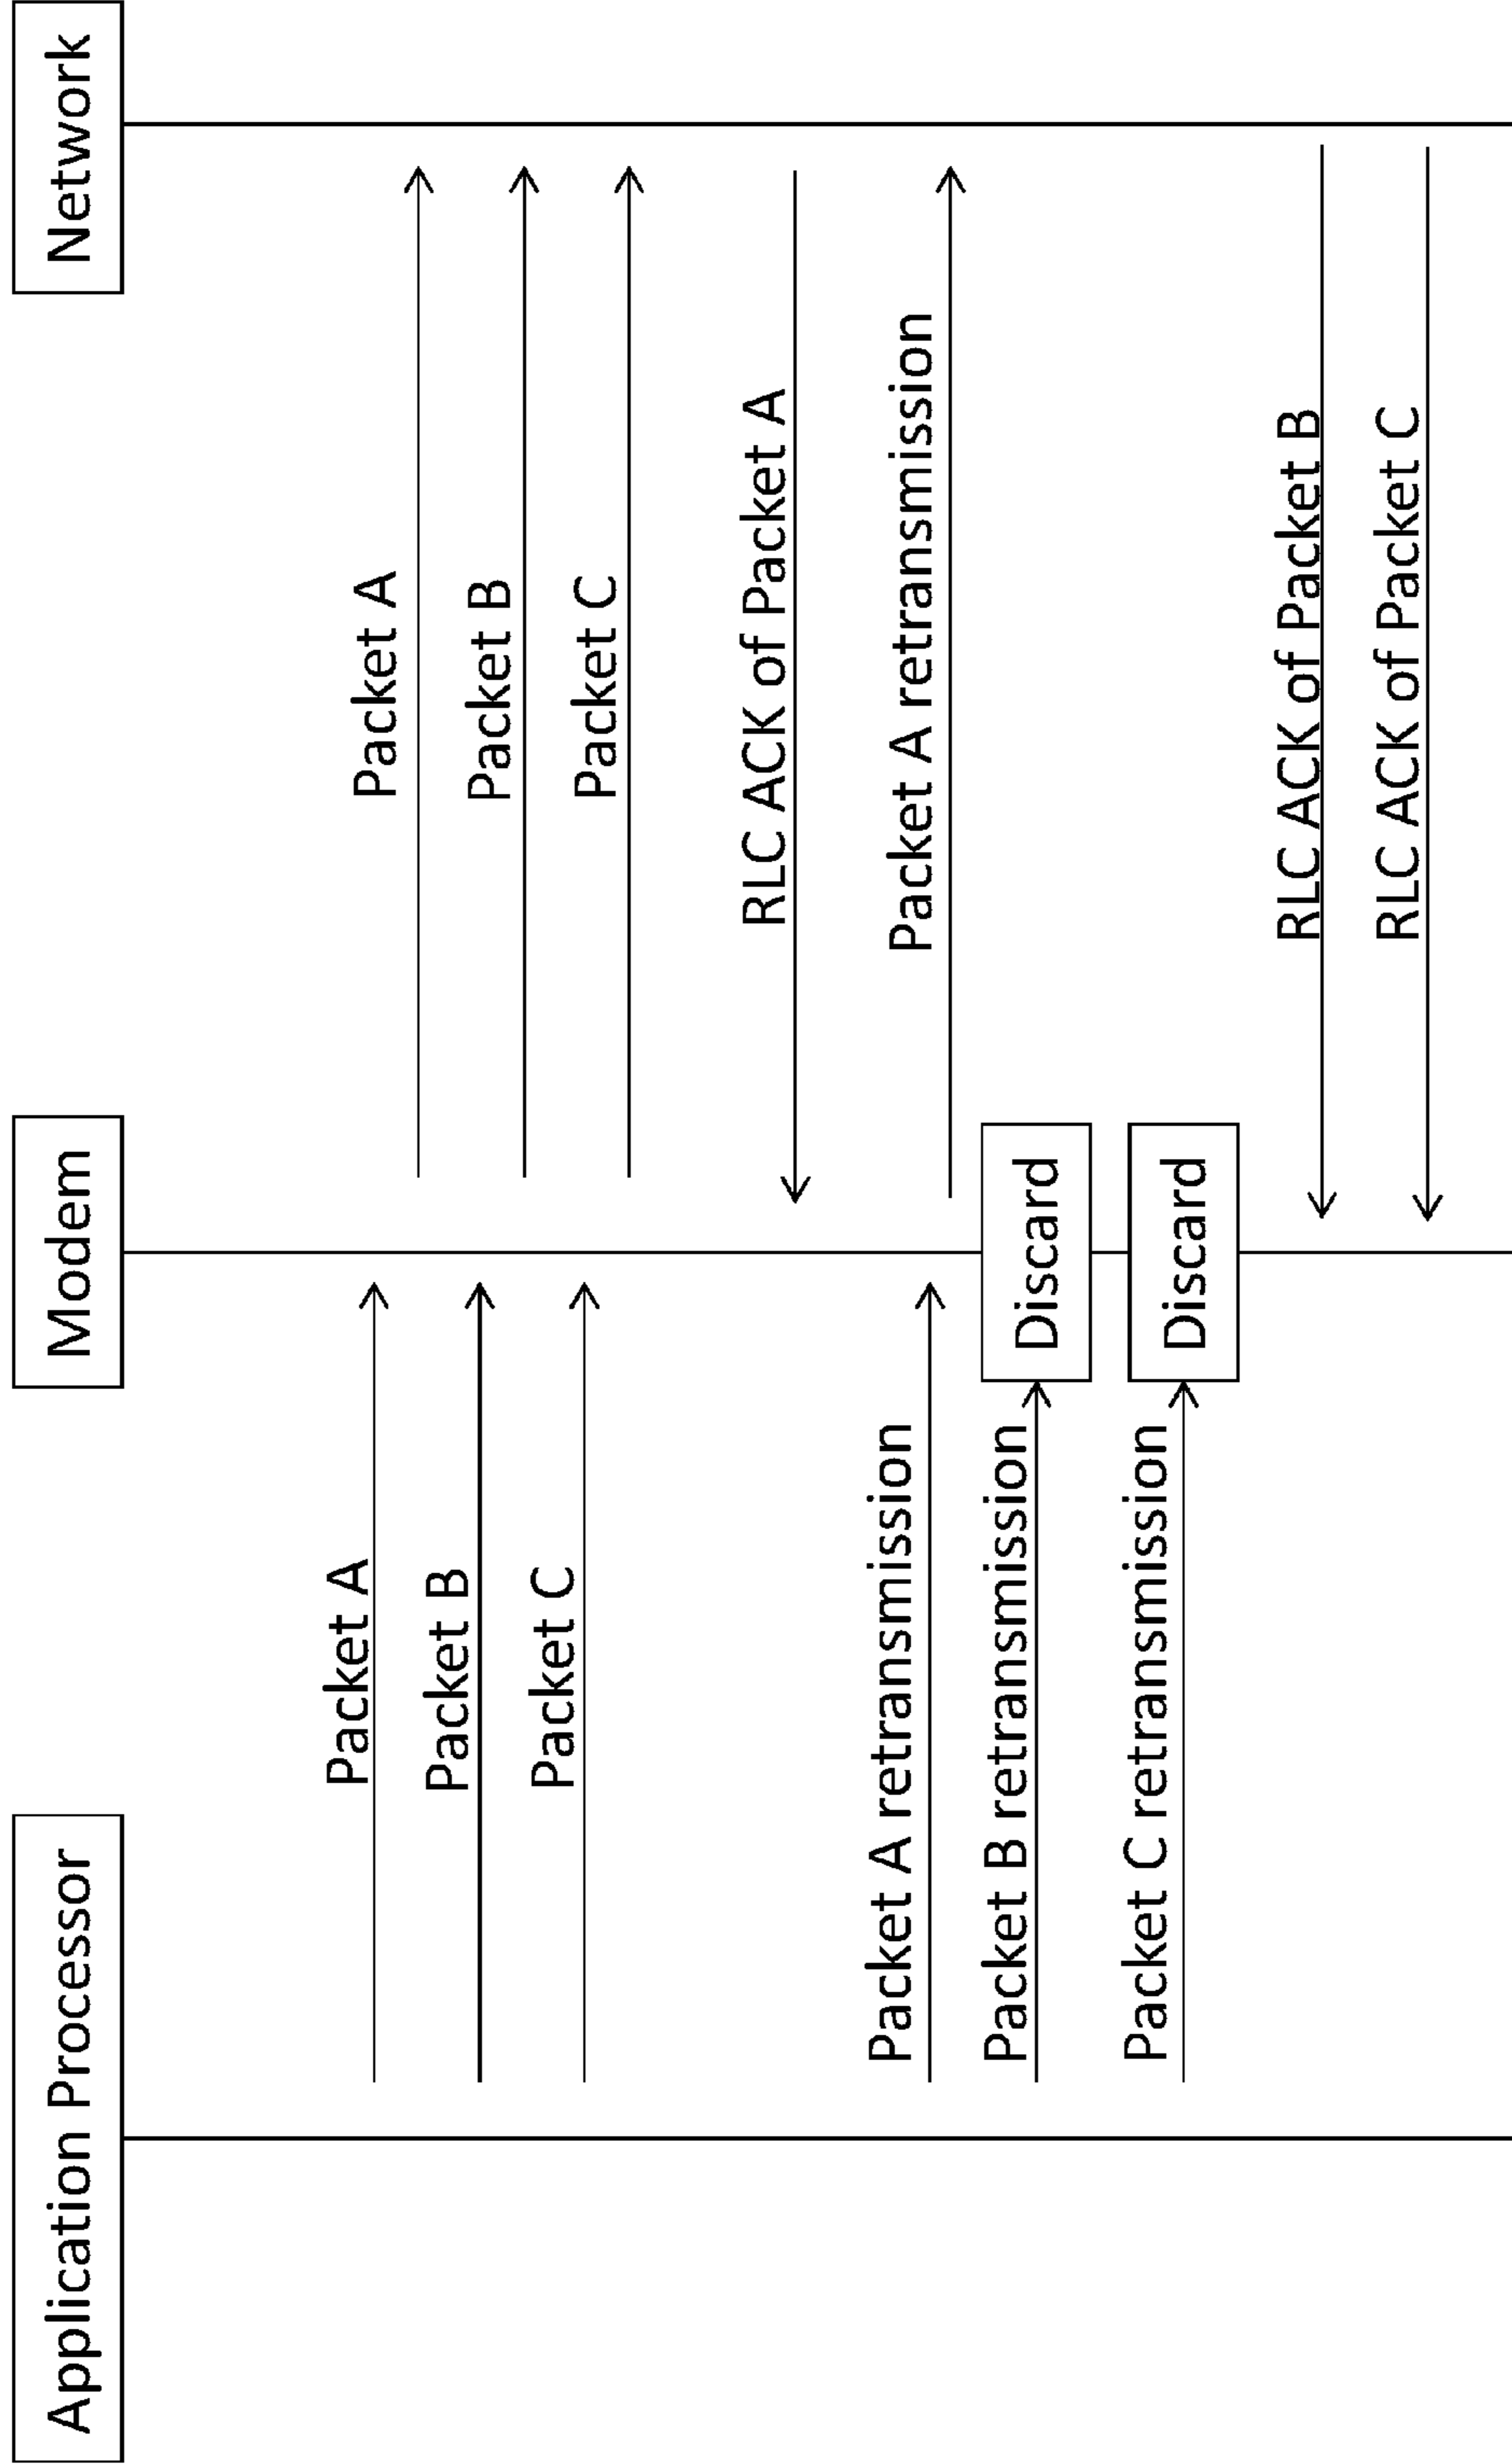 Application Processor
Modem
Network
Packet A
Packet A
Packet B
Packet B
Packet C
Packet C
RLC ACK of Packet A
Packet A retransmission
Packet A retransmission
Packet B retransmission
Discard
Packet C retransmission
Discard
RLC ACK of Packet B
RLC ACK of Packet C